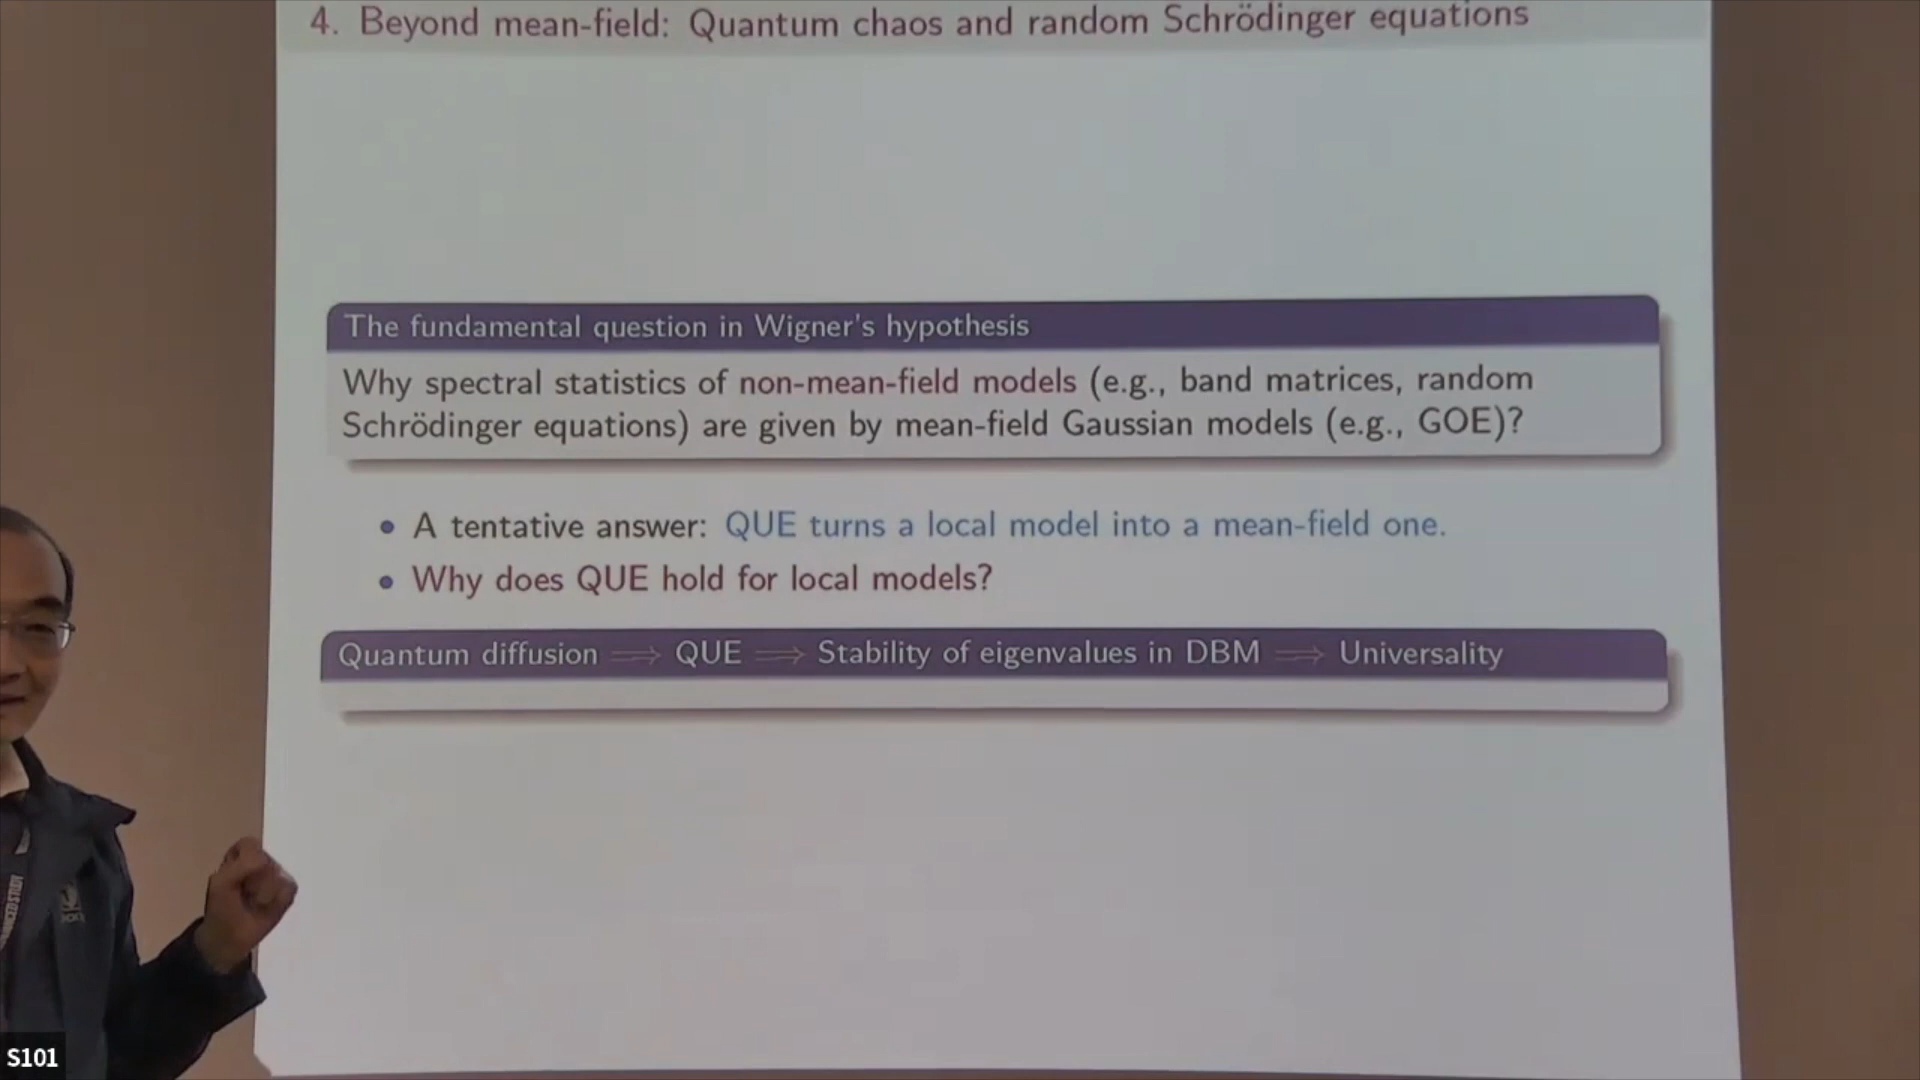 4. Beyond mean-field: Quantum chaos and random Schrödinger equations
The fundamental question in Wigner's hypothesis
Why spectral statistics of non-mean-field models (e.g., band matrices, random
Schrödinger equations) are given by mean-field Gaussian models (e.g., GOE)?
• A tentative answer: QUE turns a local model into a mean-field one.
• Why does QUE hold for local models?
Quantum diffusion ⟹ QUE ⟹ Stability of eigenvalues in DBM ⟹ Universality
S101